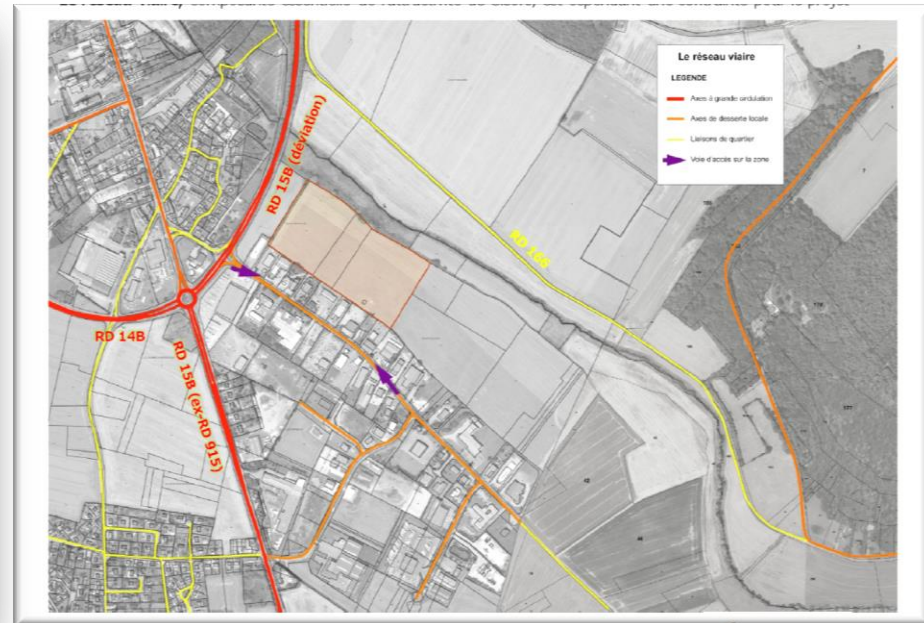 Le réseau viaire
LEGENDE
Axes à grande circulation
Axes de desserte locale
Liaisons de quartier
Voie d'accès sur la zone
RD 15B (déviation)
RD 166
RD 14B
RD 15B (ex-RD 915)